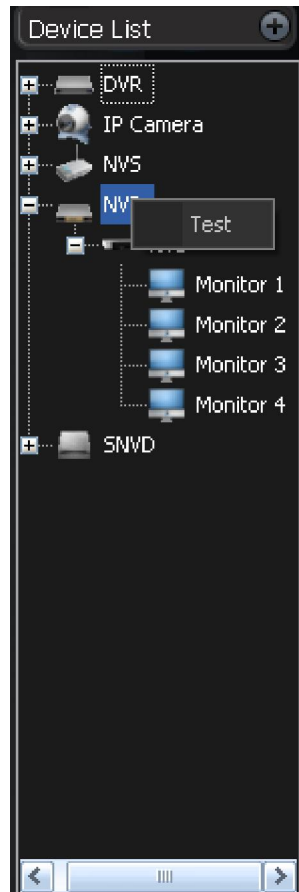 Device List
DVR
IP Camera
NVS
Test
Monitor 1
Monitor 2
Monitor 3
Monitor 4
SNVD